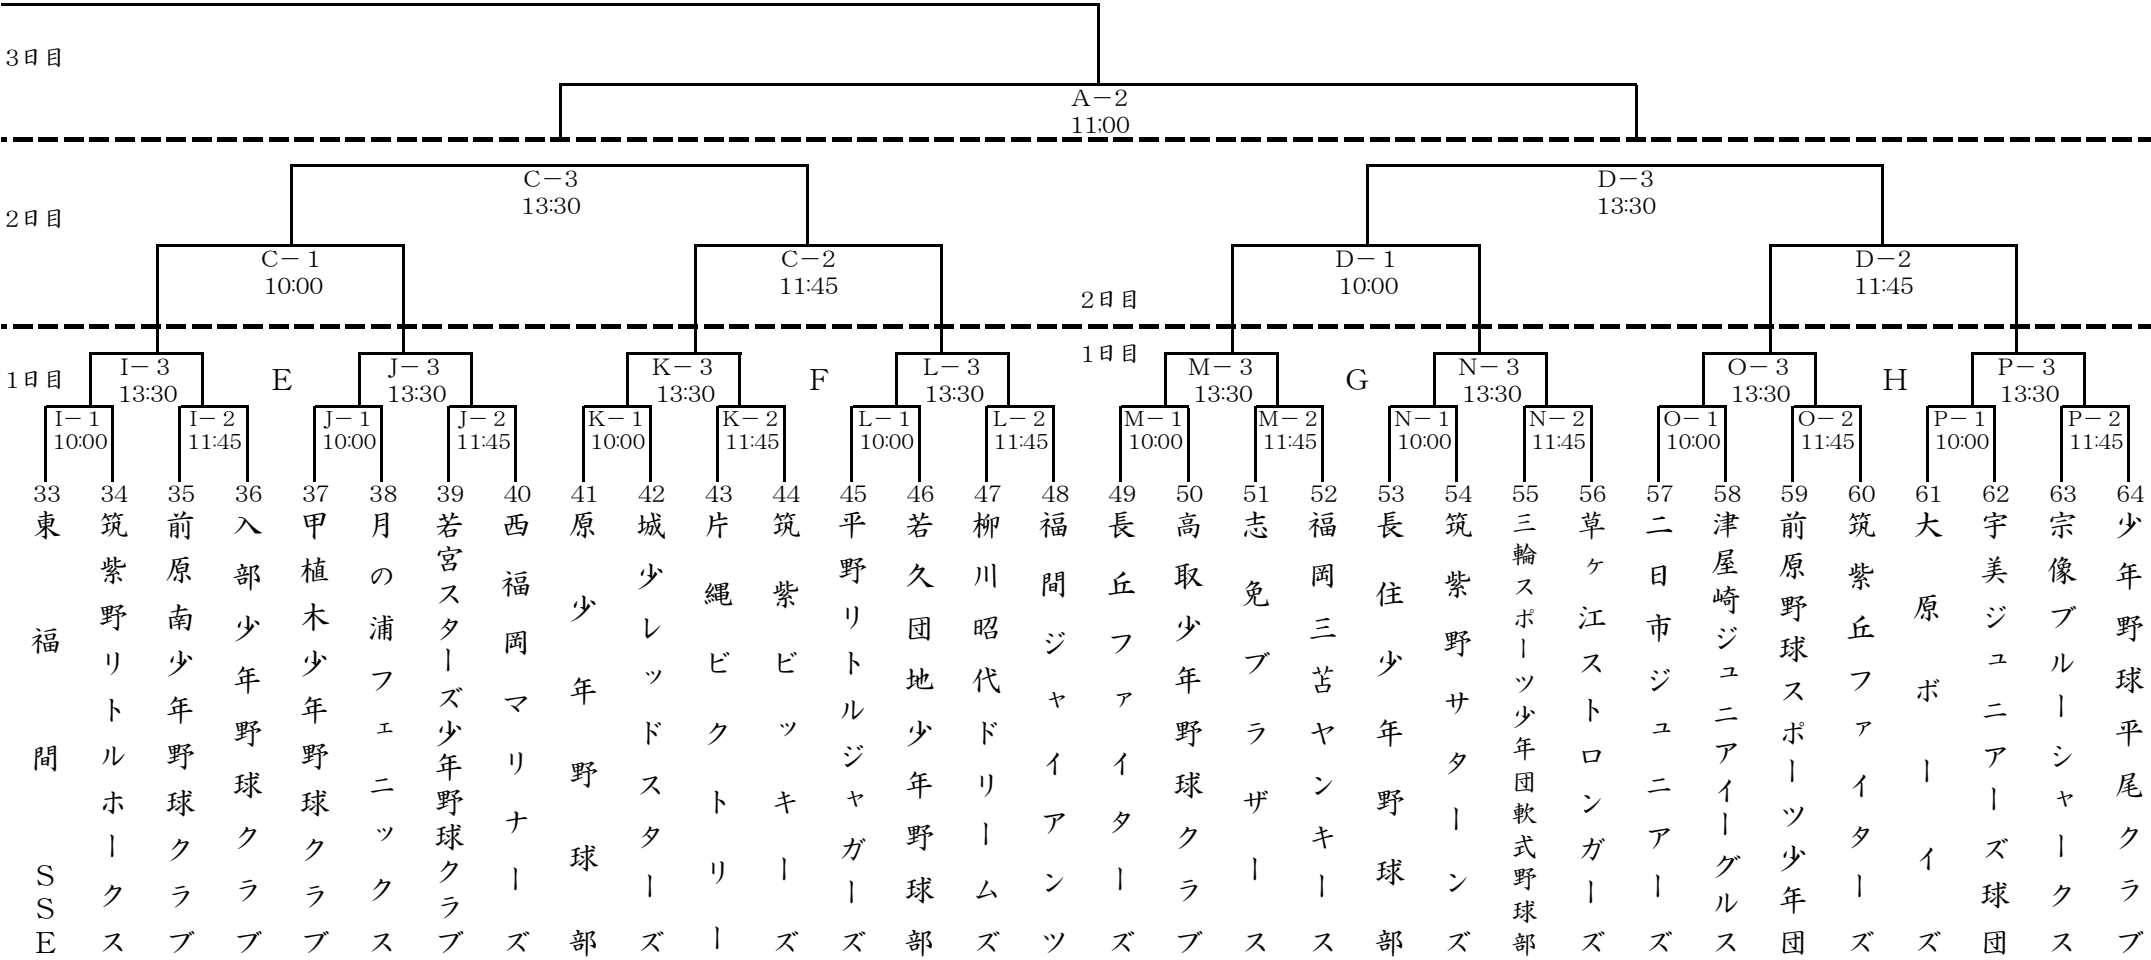 3日目
A－2
11:00
C－3
13:30
D－3
13:30
2日目
C－1
10:00
C－2
11:45
D－1
10:00
D－2
11:45
2日目
1日目
1日目
I－3
13:30
E
J－3
13:30
K－3
13:30
F
L－3
13:30
M－3
13:30
G
N－3
13:30
O－3
13:30
H
P－3
13:30
I－1
10:00
I－2
11:45
J－1
10:00
J－2
11:45
K－1
10:00
K－2
11:45
L－1
10:00
L－2
11:45
M－1
10:00
M－2
11:45
N－1
10:00
N－2
11:45
O－1
10:00
O－2
11:45
P－1
10:00
P－2
11:45
33
東福間SSE
34
筑紫野リトルホークス
35
前原南少年野球クラブ
36
入部少年野球クラブ
37
甲植木少年野球クラブ
38
月の浦フェニックス
39
若宮スターズ少年野球クラブ
40
西福岡マリナーズ
41
原少年野球部
42
城少レッドスターズ
43
片縄ビクトリー
44
筑紫ビッキーズ
45
平野リトルジャガーズ
46
若久団地少年野球部
47
柳川昭代ドリームズ
48
福間ジャイアンツ
49
長丘ファイターズ
50
高取少年野球クラブ
51
志免ブラザース
52
福岡三苫ヤンキース
53
長住少年野球部
54
筑紫野サターンズ
55
三輪スポーツ少年団軟式野球部
56
草ヶ江ストロンガーズ
57
二日市ジュニアーズ
58
津屋崎ジュニアイーグルス
59
前原野球スポーツ少年団
60
筑紫丘ファイターズ
61
大原ボーイズ
62
宇美ジュニアーズ球団
63
宗像ブルーシャークス
64
少年野球平尾クラブ